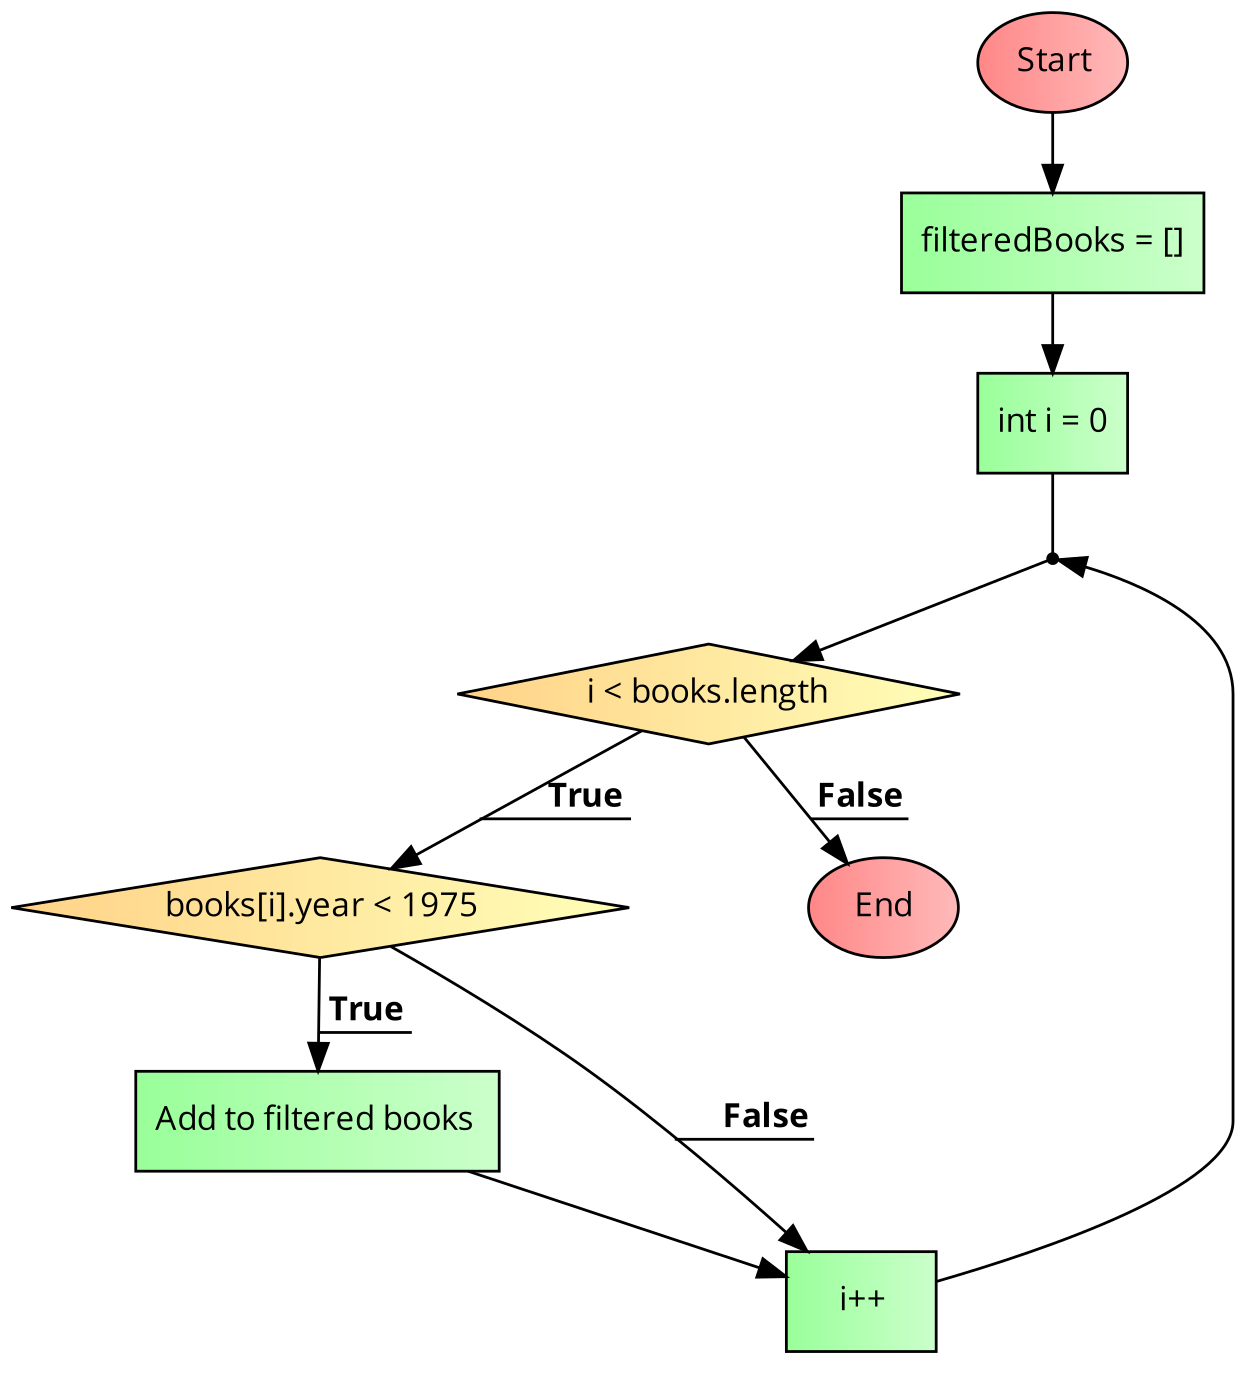 Start
filteredBooks = []
int i = 0
i < books.length
True
False
books[i].year < 1975
End
True
Add to filtered books
False
i++